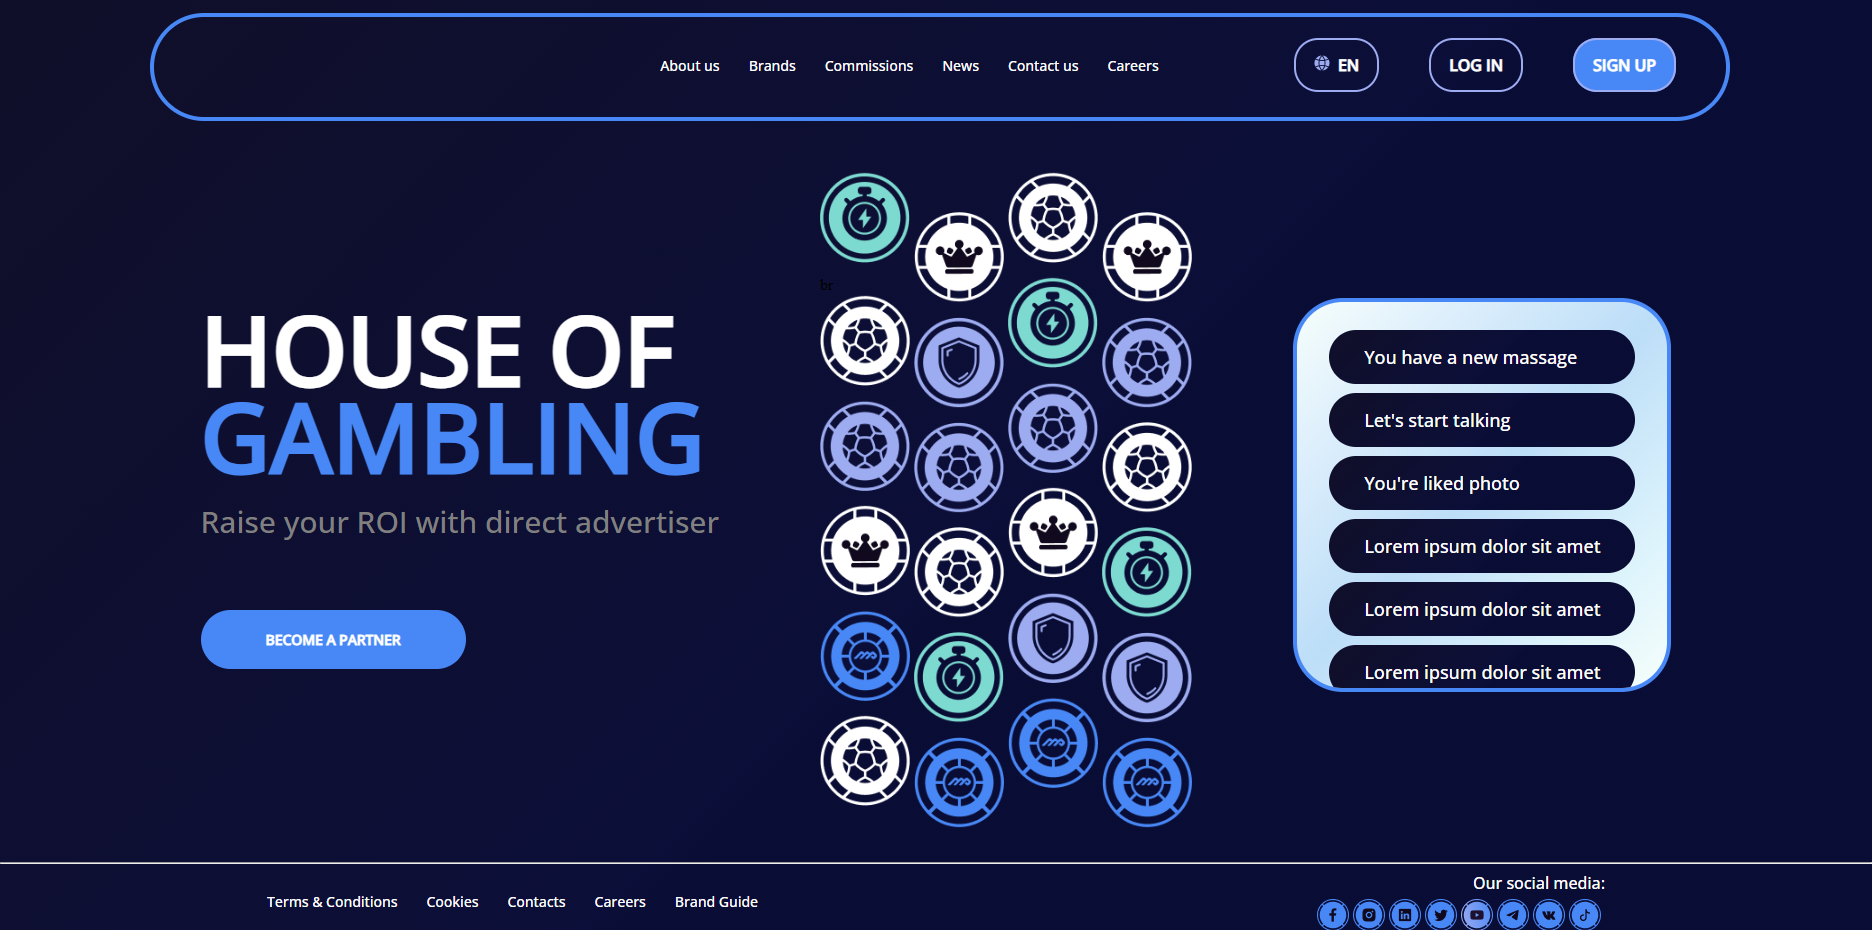 About us Brands Commissions News Contact us Careers EN LOG IN SIGN UP
br
HOUSE OF
GAMBLING
Raise your ROI with direct advertiser
BECOME A PARTNER
You have a new massage
Let's start talking
You're liked photo
Lorem ipsum dolor sit amet
Lorem ipsum dolor sit amet
Lorem ipsum dolor sit amet
Terms & Conditions Cookies Contacts Careers Brand Guide
Our social media: